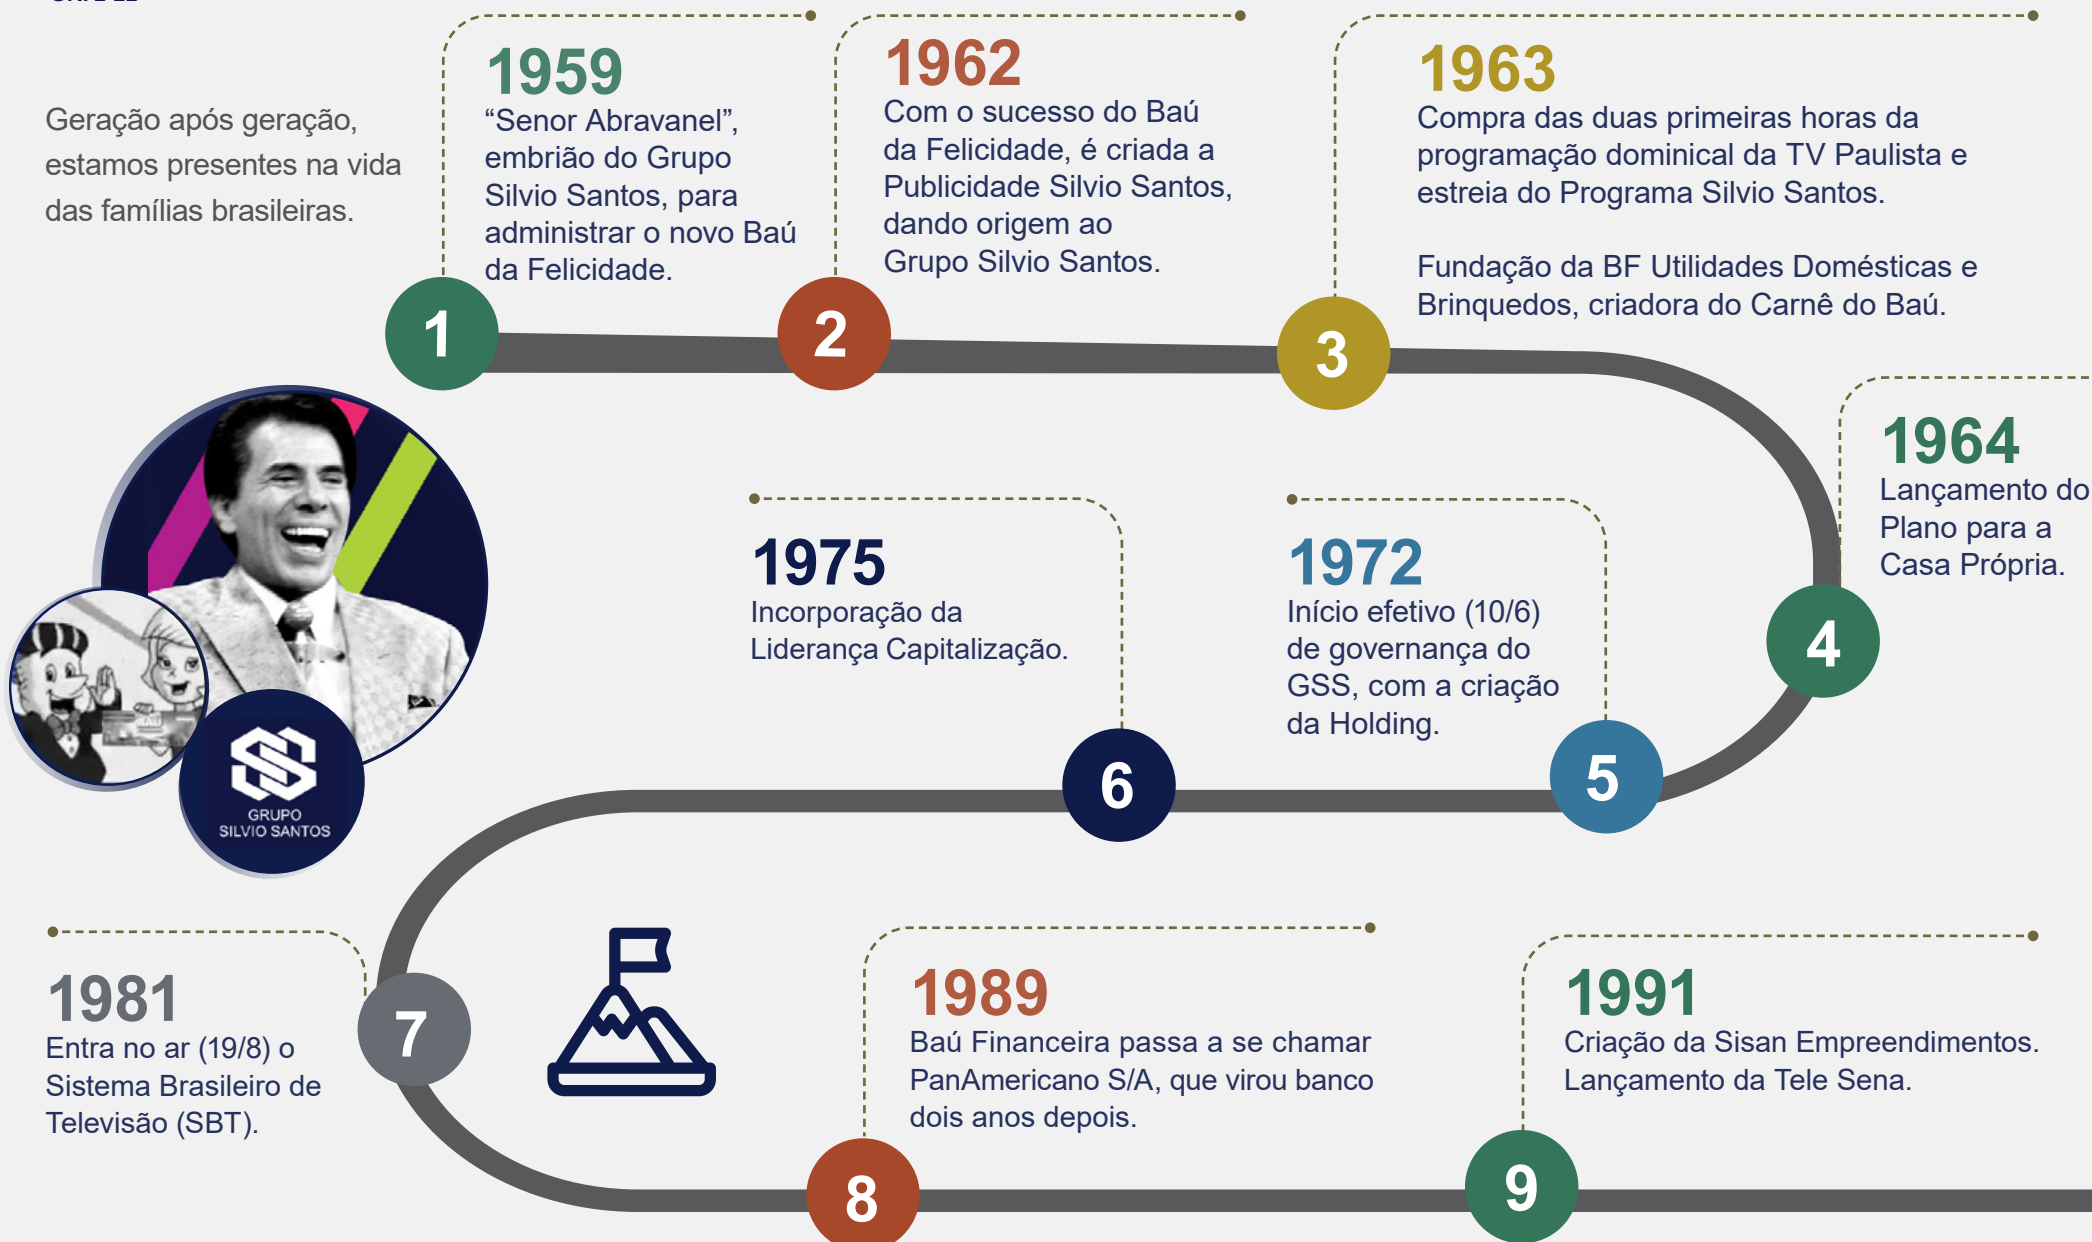 Geração após geração,
estamos presentes na vida
das famílias brasileiras.
1959
“Senor Abravanel”,
embrião do Grupo
Silvio Santos, para
administrar o novo Baú
da Felicidade.
1
1962
Com o sucesso do Baú
da Felicidade, é criada a
Publicidade Silvio Santos,
dando origem ao
Grupo Silvio Santos.
2
1963
Compra das duas primeiras horas da
programação dominical da TV Paulista e
estreia do Programa Silvio Santos.
Fundação da BF Utilidades Domésticas e
Brinquedos, criadora do Carnê do Baú.
3
1964
Lançamento do
Plano para a
Casa Própria.
4
1972
Início efetivo (10/6)
de governança do
GSS, com a criação
da Holding.
5
1975
Incorporação da
Liderança Capitalização.
6
GRUPO
SILVIO SANTOS
1981
Entra no ar (19/8) o
Sistema Brasileiro de
Televisão (SBT).
7
1989
Baú Financeira passa a se chamar
PanAmericano S/A, que virou banco
dois anos depois.
8
1991
Criação da Sisan Empreendimentos.
Lançamento da Tele Sena.
9